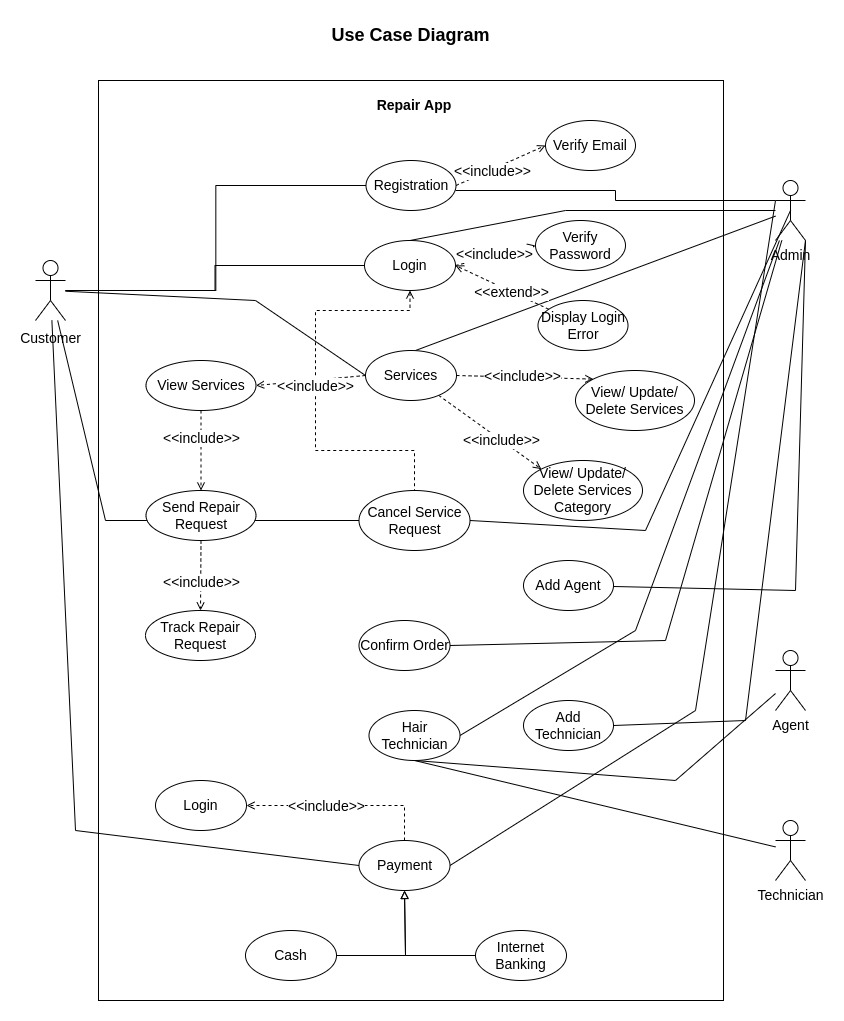 Use Case Diagram
Repair App
Verify Email
<<include>>
Registration
Verify
Password
<<include>>
Login
Admin
<<extend>>
Display Login
Error
Customer
Services
<<include>>
View Services
<<include>>
View/ Update/
Delete Services
<<include>>
<<include>>
View/ Update/
Delete Services
Category
Send Repair
Request
Cancel Service
Request
<<include>>
Add Agent
Track Repair
Request
Confirm Order
Hair
Technician
Add
Technician
Agent
Login
<<include>>
Payment
Technician
Cash
Internet
Banking